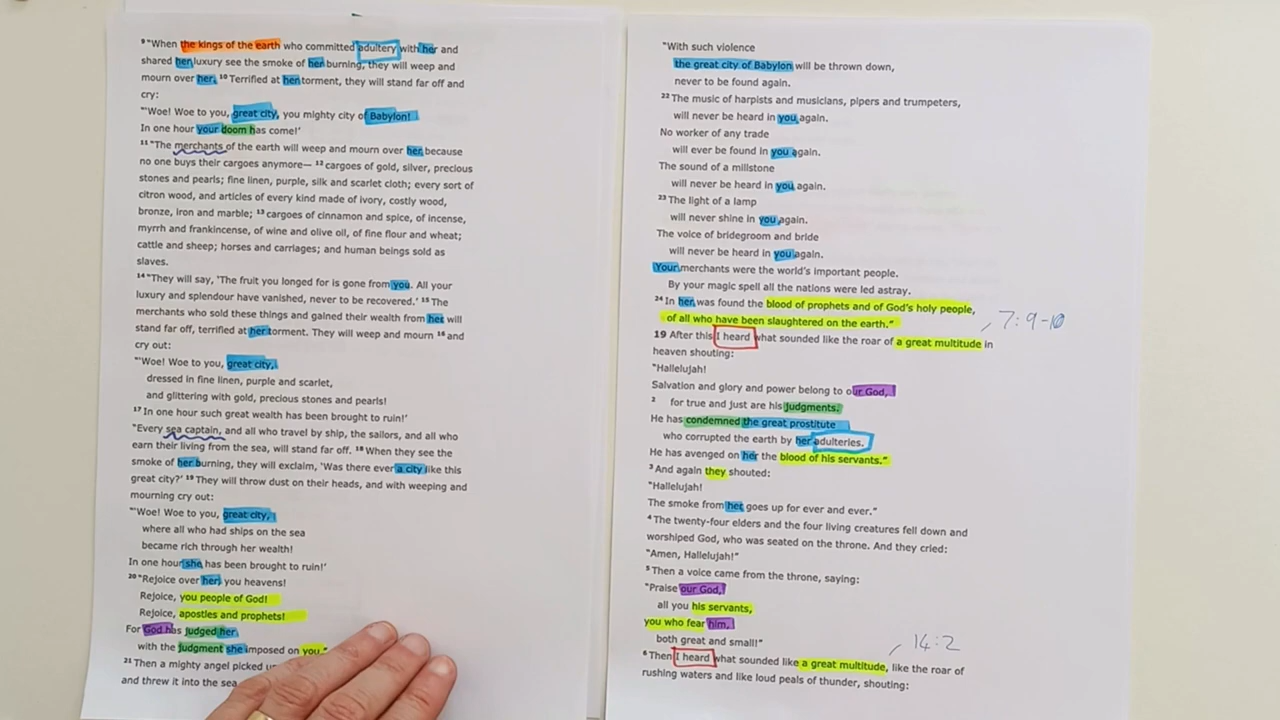 ⁹ "When the kings of the earth who committed adultery with her and
shared her luxury see the smoke of her burning, they will weep and
mourn over her. ¹⁰ Terrified at her torment, they will stand far off and
cry:
"'Woe! Woe to you, great city, you mighty city of Babylon!
In one hour your doom has come!'
¹¹ "The merchants of the earth will weep and mourn over her because
no one buys their cargoes anymore— ¹² cargoes of gold, silver, precious
stones and pearls; fine linen, purple, silk and scarlet cloth; every sort of
citron wood, and articles of every kind made of ivory, costly wood,
bronze, iron and marble; ¹³ cargoes of cinnamon and spice, of incense,
myrrh and frankincense, of wine and olive oil, of fine flour and wheat;
cattle and sheep; horses and carriages; and human beings sold as
slaves.
¹⁴ "They will say, 'The fruit you longed for is gone from you. All your
luxury and splendour have vanished, never to be recovered.' ¹⁵ The
merchants who sold these things and gained their wealth from her will
stand far off, terrified at her torment. They will weep and mourn ¹⁶ and
cry out:
"'Woe! Woe to you, great city,
dressed in fine linen, purple and scarlet,
and glittering with gold, precious stones and pearls!
¹⁷ In one hour such great wealth has been brought to ruin!'
"Every sea captain, and all who travel by ship, the sailors, and all who
earn their living from the sea, will stand far off. ¹⁸ When they see the
smoke of her burning, they will exclaim, 'Was there ever a city like this
great city?' ¹⁹ They will throw dust on their heads, and with weeping and
mourning cry out:
"'Woe! Woe to you, great city,
where all who had ships on the sea
became rich through her wealth!
In one hour she has been brought to ruin!'
²⁰ "Rejoice over her, you heavens!
Rejoice, you people of God!
Rejoice, apostles and prophets!
For God has judged her
with the judgment she imposed on you."
²¹ Then a mighty angel picked
and threw it into the sea
"With such violence
the great city of Babylon will be thrown down,
never to be found again.
²² The music of harpists and musicians, pipers and trumpeters,
will never be heard in you again.
No worker of any trade
will ever be found in you again.
The sound of a millstone
will never be heard in you again.
²³ The light of a lamp
will never shine in you again.
The voice of bridegroom and bride
will never be heard in you again.
Your merchants were the world's important people.
By your magic spell all the nations were led astray.
²⁴ In her was found the blood of prophets and of God's holy people,
of all who have been slaughtered on the earth."
7:9-10
19 After this I heard what sounded like the roar of a great multitude in
heaven shouting:
"Hallelujah!
Salvation and glory and power belong to our God,
² for true and just are his judgments.
He has condemned the great prostitute
who corrupted the earth by her adulteries.
He has avenged on her the blood of his servants."
³ And again they shouted:
"Hallelujah!
The smoke from her goes up for ever and ever."
⁴ The twenty-four elders and the four living creatures fell down and
worshiped God, who was seated on the throne. And they cried:
"Amen, Hallelujah!"
⁵ Then a voice came from the throne, saying:
"Praise our God,
all you his servants,
you who fear him,
both great and small!"
14:2
⁶ Then I heard what sounded like a great multitude, like the roar of
rushing waters and like loud peals of thunder, shouting: